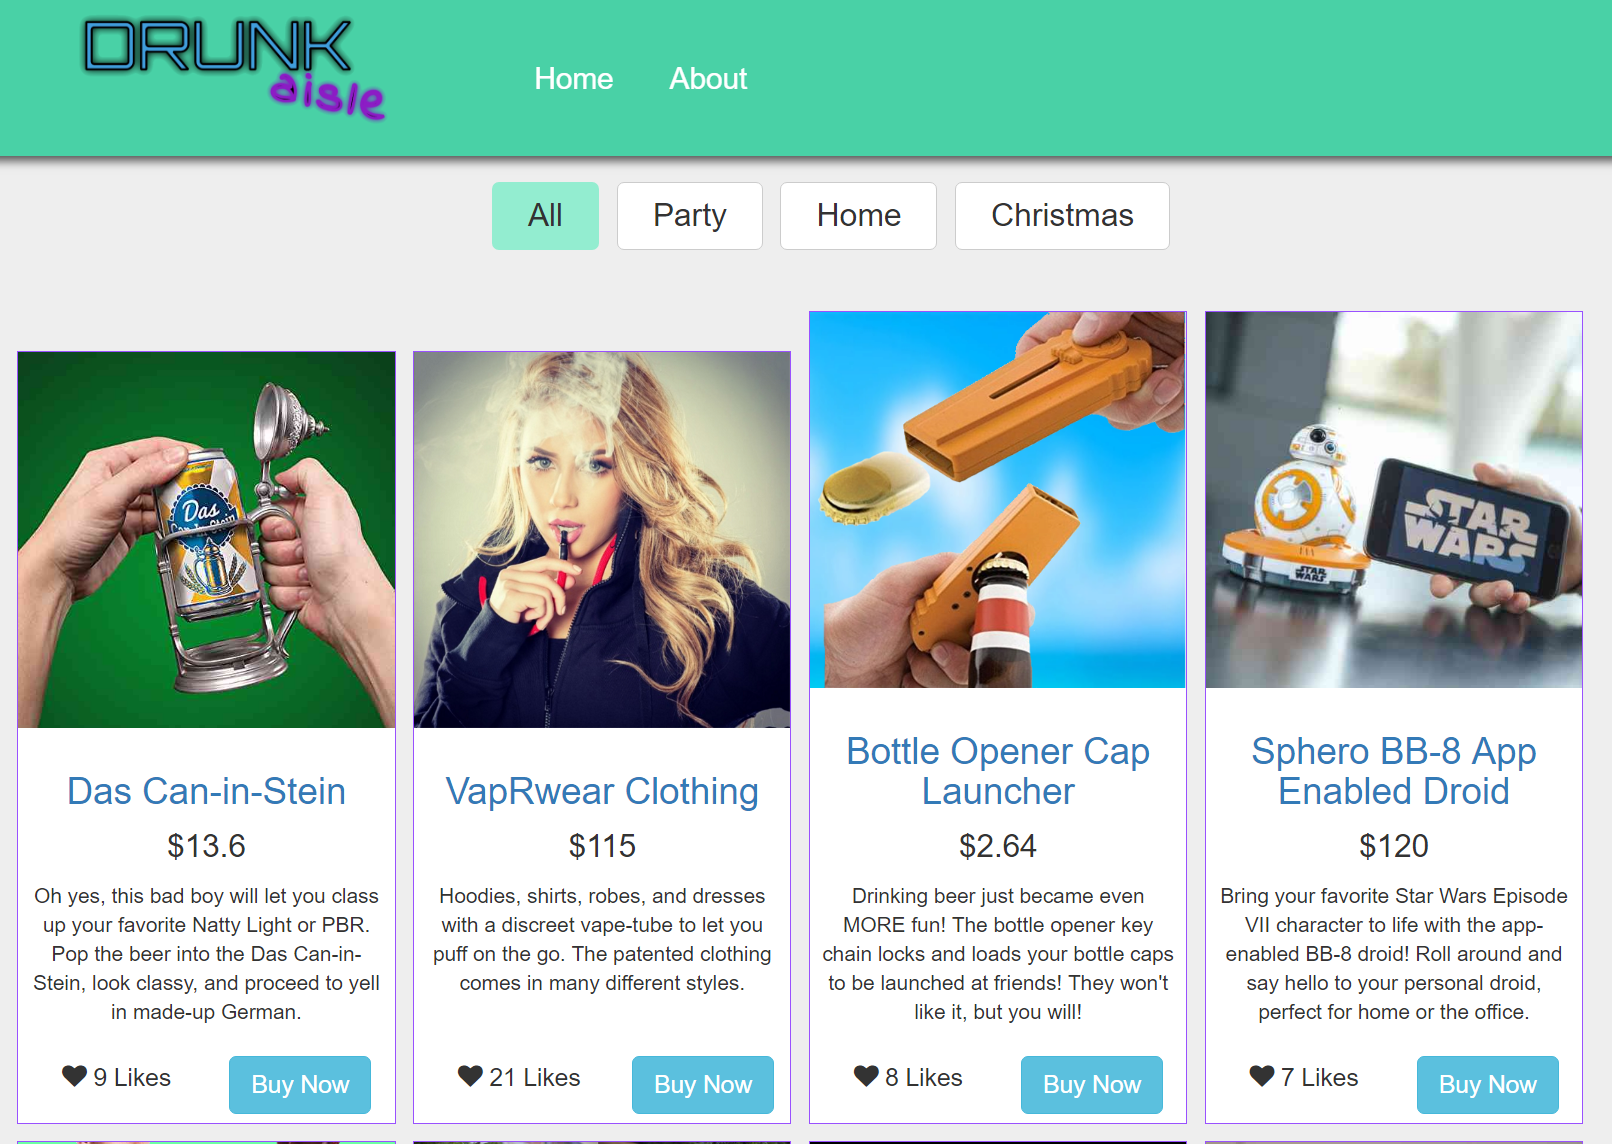 DRUNK
aisle
Home
About
All
Party
Home
Christmas
Das
STAR
WARS
STAR
WARS
Das Can-in-Stein
$13.6
Oh yes, this bad boy will let you class
up your favorite Natty Light or PBR.
Pop the beer into the Das Can-in-
Stein, look classy, and proceed to yell
in made-up German.
9 Likes
Buy Now
VapRwear Clothing
$115
Hoodies, shirts, robes, and dresses
with a discreet vape-tube to let you
puff on the go. The patented clothing
comes in many different styles.
21 Likes
Buy Now
Bottle Opener Cap
Launcher
$2.64
Drinking beer just became even
MORE fun! The bottle opener key
chain locks and loads your bottle caps
to be launched at friends! They won't
like it, but you will!
8 Likes
Buy Now
Sphero BB-8 App
Enabled Droid
$120
Bring your favorite Star Wars Episode
VII character to life with the app-
enabled BB-8 droid! Roll around and
say hello to your personal droid,
perfect for home or the office.
7 Likes
Buy Now